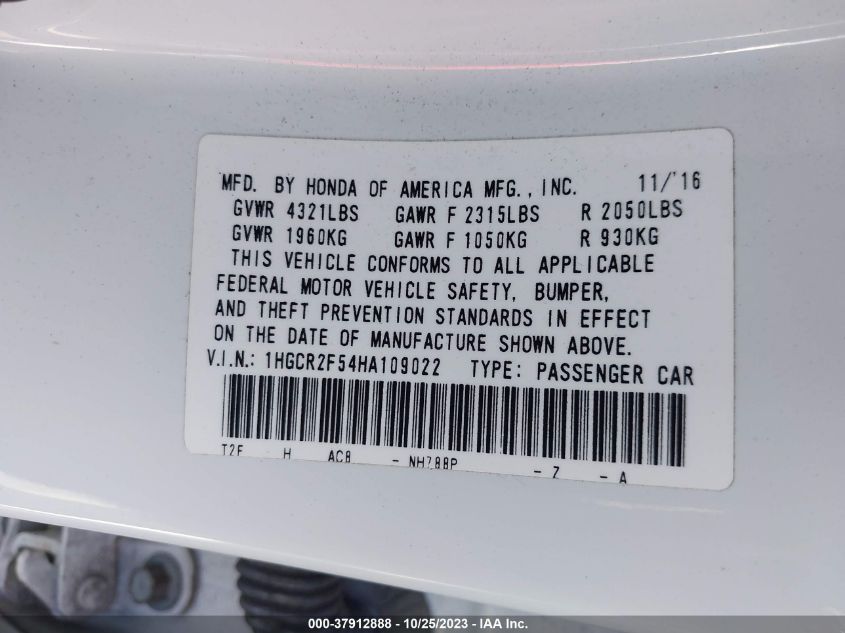 MFD. BY HONDA OF AMERICA MFG., INC. 11/'16
GVWR 4321LBS GAWR F 2315LBS R 2050LBS
GVWR 1960KG GAWR F 1050KG R 930KG
THIS VEHICLE CONFORMS TO ALL APPLICABLE
FEDERAL MOTOR VEHICLE SAFETY, BUMPER,
AND THEFT PREVENTION STANDARDS IN EFFECT
ON THE DATE OF MANUFACTURE SHOWN ABOVE.
V.I.N.: 1HGCR2F54HA109022 TYPE: PASSENGER CAR
T2F H AC8 - NH788P - Z - A
000-37912888 - 10/25/2023 - IAA Inc.